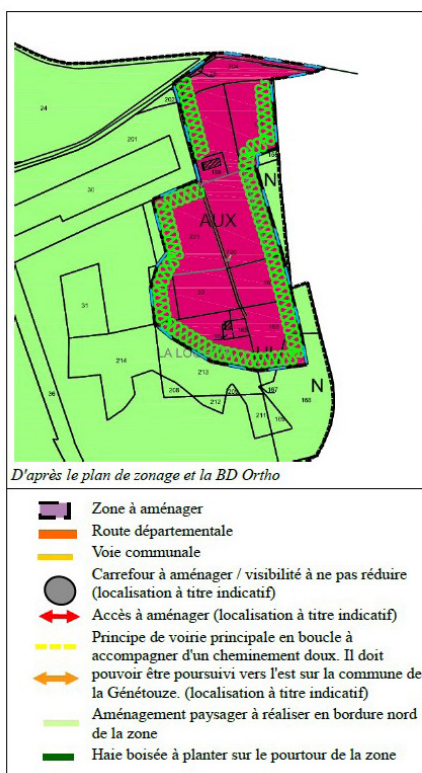 24
201
30
AUX
N
31
214
LA LO
213
208
212
211
167
168
36
N
D'après le plan de zonage et la BD Ortho
Zone à aménager
Route départementale
Voie communale
Carrefour à aménager / visibilité à ne pas réduire
(localisation à titre indicatif)
Accès à aménager (localisation à titre indicatif)
Principe de voirie principale en boucle à
accompagner d'un cheminement doux. Il doit
pouvoir être poursuivi vers l'est sur la commune de
la Génétouze. (localisation à titre indicatif)
Aménagement paysager à réaliser en bordure nord
de la zone
Haie boisée à planter sur le pourtour de la zone